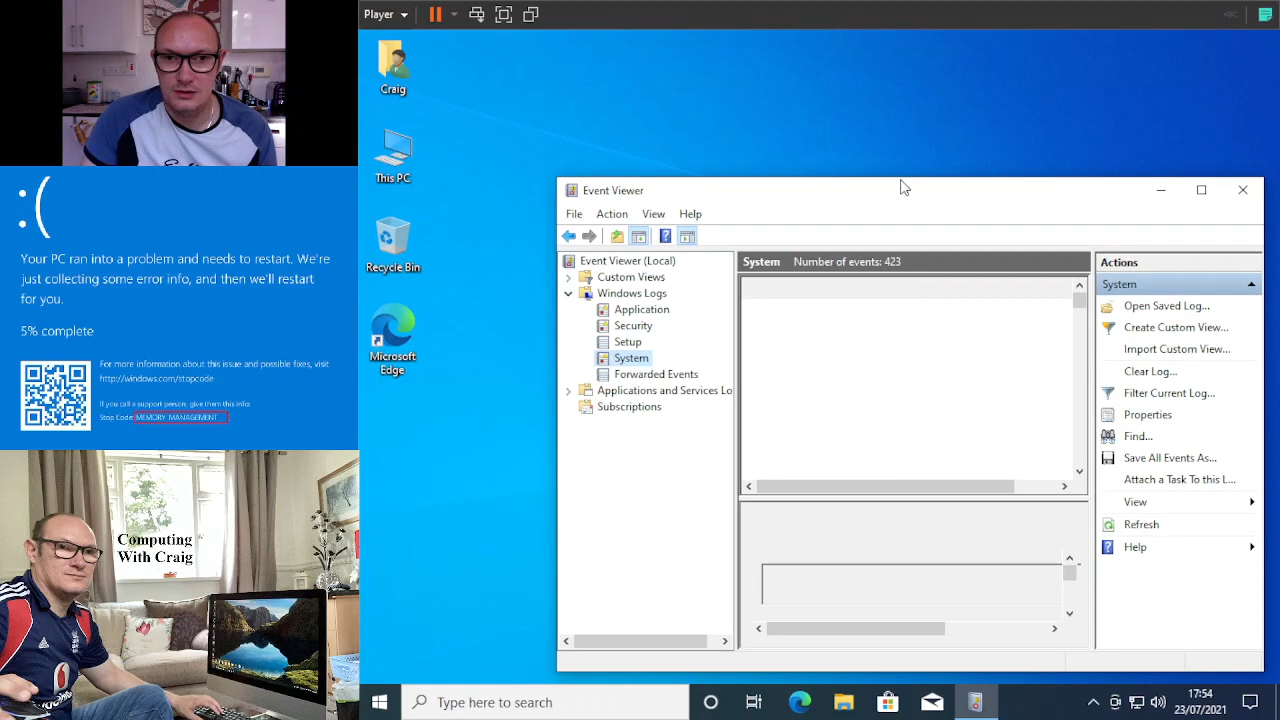 Player
Craig
This PC
Recycle Bin
Microsoft
Edge
:(
Your PC ran into a problem and needs to restart. We're
just collecting some error info, and then we'll restart
for you.
5% complete
For more information about this issue and possible fixes, visit
http://windows.com/stopcode
If you call a support person, give them this info:
Stop Code: MEMORY MANAGEMENT
Computing
With Craig
Event Viewer
File Action View Help
Event Viewer (Local)
Custom Views
Windows Logs
Application
Security
Setup
System
Forwarded Events
Applications and Services Lo
Subscriptions
System Number of events: 423
Actions
System
Open Saved Log...
Create Custom View...
Import Custom View...
Clear Log...
Filter Current Log...
Properties
Find...
Save All Events As...
Attach a Task To this L...
View
Refresh
Help
Type here to search
17:54
23/07/2021